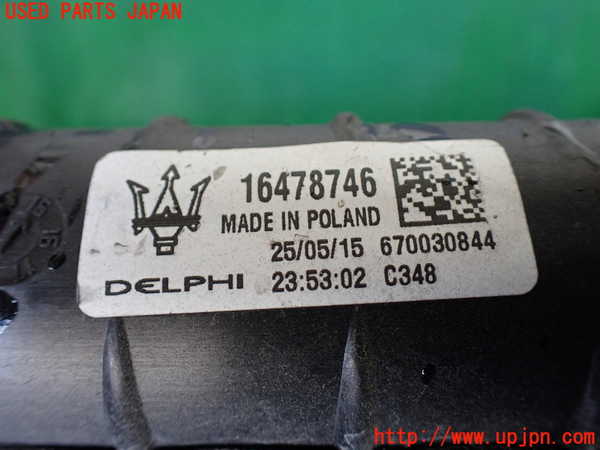 USED PARTS JAPAN
16478746
MADE IN POLAND
25/05/15 670030844
DELPHI 23:53:02 C348
UPJ
http://www.upjpn.com/